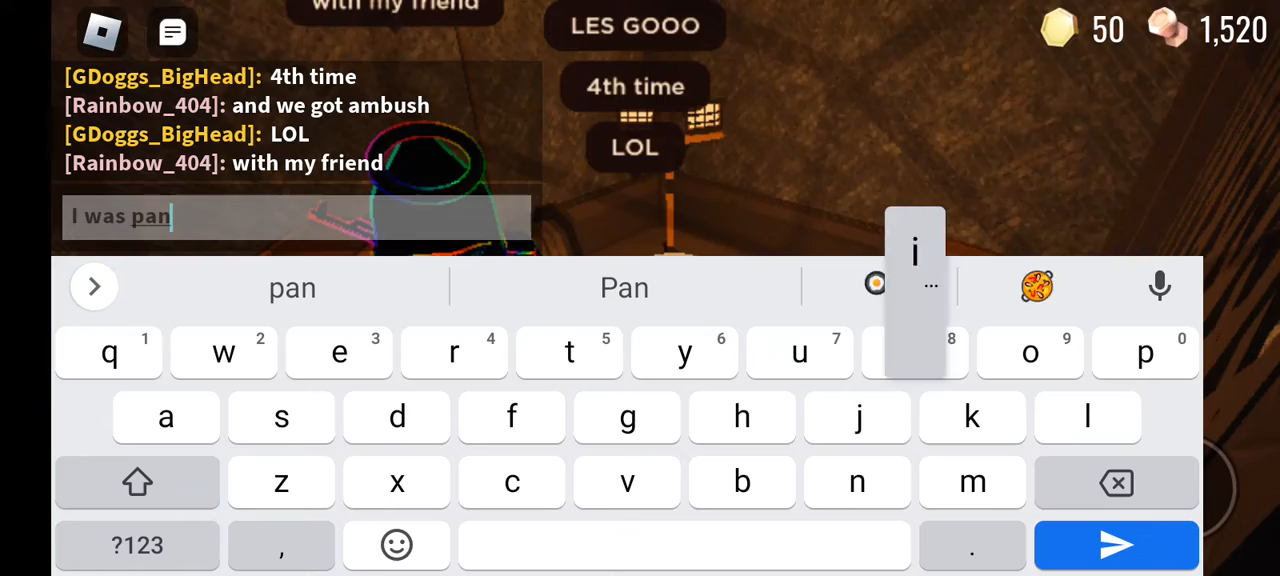 with my friend
LES GOOO
50
1,520
[GDoggs_BigHead]: 4th time
4th time
[Rainbow_404]: and we got ambush
[GDoggs_BigHead]: LOL
LOL
[Rainbow_404]: with my friend
I was pan
i
...
pan
Pan
q 1 w 2 e 3 r 4 t 5 y 6 u 7 8 o 9 p 0
a s d f g h j k l
z x c v b n m
?123 , .